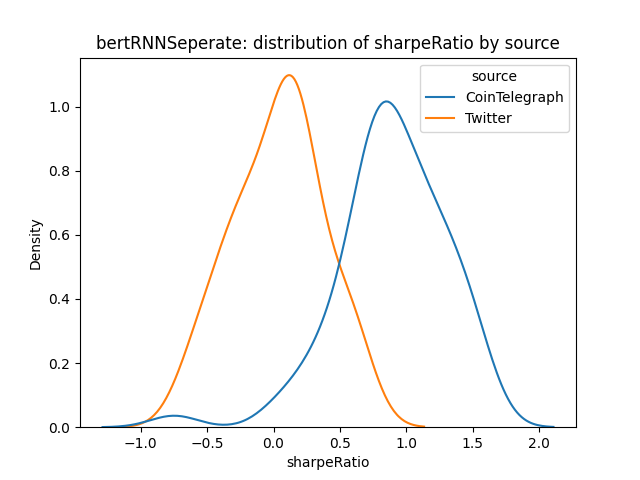 bertRNNSeperate: distribution of sharpeRatio by source
source
CoinTelegraph
Twitter
Density
1.0
0.8
0.6
0.4
0.2
0.0
−1.0 −0.5 0.0 0.5 1.0 1.5 2.0
sharpeRatio